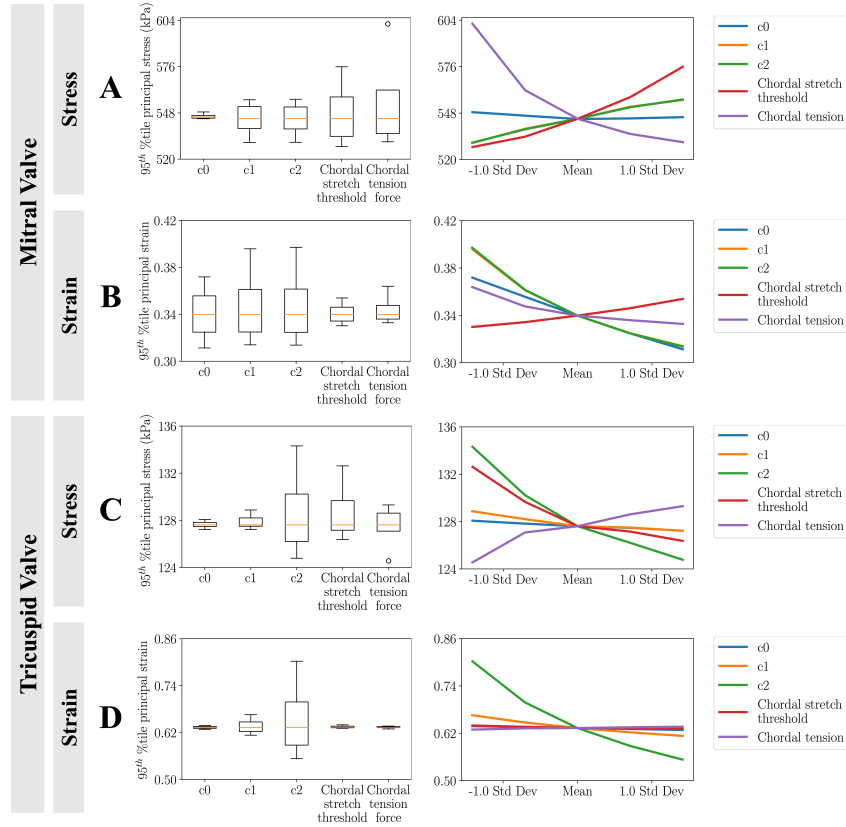 Mitral Valve
Stress
A
95th %tile principal stress (kPa)
604
576
548
520
c0
c1
c2
Chordal
stretch
threshold
Chordal
tension
force
604
576
548
520
-1.0 Std Dev
Mean
1.0 Std Dev
c0
c1
c2
Chordal stretch
threshold
Chordal tension
Strain
B
95th %tile principal strain
0.42
0.38
0.34
0.30
c0
c1
c2
Chordal
stretch
threshold
Chordal
tension
force
0.42
0.38
0.34
0.30
-1.0 Std Dev
Mean
1.0 Std Dev
c0
c1
c2
Chordal stretch
threshold
Chordal tension
Tricuspid Valve
Stress
C
95th %tile principal stress (kPa)
136
132
128
124
c0
c1
c2
Chordal
stretch
threshold
Chordal
tension
force
136
132
128
124
-1.0 Std Dev
Mean
1.0 Std Dev
c0
c1
c2
Chordal stretch
threshold
Chordal tension
Strain
D
95th %tile principal strain
0.86
0.74
0.62
0.50
c0
c1
c2
Chordal
stretch
threshold
Chordal
tension
force
0.86
0.74
0.62
0.50
-1.0 Std Dev
Mean
1.0 Std Dev
c0
c1
c2
Chordal stretch
threshold
Chordal tension